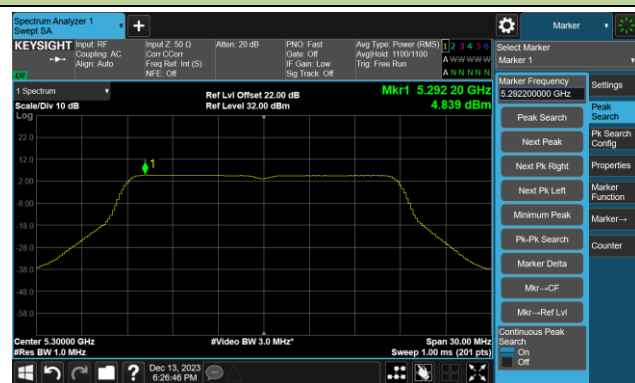 Spectrum Analyzer 1
Swept SA
+
Marker
KEYSIGHT
Input: RF
Coupling: AC
Align: Auto
Input Z: 50 Ω
Corr CCorr
Freq Ref: Int (S)
NFE: Off
Atten: 20 dB
PNO: Fast
Gate: Off
IF Gain: Low
Sig Track: Off
Avg Type: Power (RMS)
Avg|Hold: 1100/1100
Trig: Free Run
1 2 3 4 5 6
A W W W W W
A N N N N N
LW
Select Marker
Marker 1
1 Spectrum
Scale/Div 10 dB
Log
Ref Lvl Offset 22.00 dB
Ref Level 32.00 dBm
Mkr1 5.292 20 GHz
4.839 dBm
22.0
12.0
2.00
-8.00
-18.0
-28.0
-38.0
-48.0
-58.0
1
Center 5.30000 GHz
#Res BW 1.0 MHz
#Video BW 3.0 MHz*
Span 30.00 MHz
Sweep 1.00 ms (201 pts)
Marker Frequency
5.292200000 GHz
Peak Search
Next Peak
Next Pk Right
Next Pk Left
Minimum Peak
Pk-Pk Search
Marker Delta
Mkr→CF
Mkr→Ref Lvl
Continuous Peak
Search
On
Off
Settings
Peak
Search
Pk Search
Config
Properties
Marker
Function
Marker→
Counter
?
Dec 13, 2023
6:26:46 PM